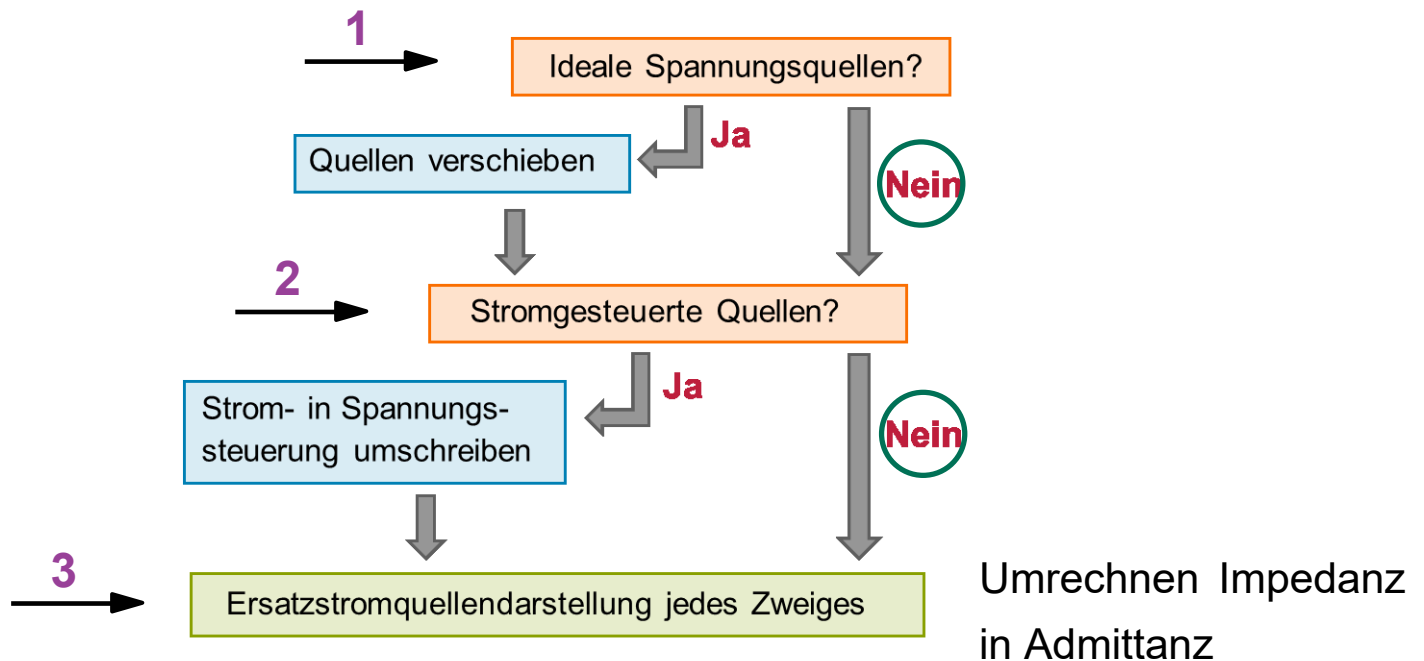 1
Ideale Spannungsquellen?
Ja
Quellen verschieben
Nein
2
Stromgesteuerte Quellen?
Ja
Strom- in Spannungs-
steuerung umschreiben
Nein
3
Ersatzstromquellendarstellung jedes Zweiges
Umrechnen Impedanz
in Admittanz